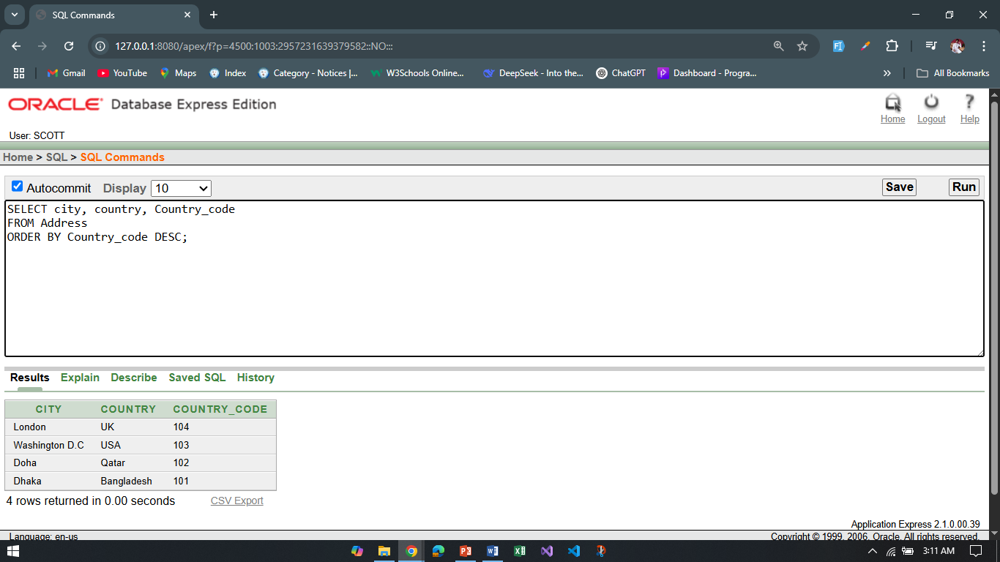 SQL Commands
127.0.0.1:8080/apex/f?p=4500:1003:2957231639379582::NO:::
Gmail YouTube Maps Index Category - Notices |... W3Schools Online... DeepSeek - Into the... ChatGPT Dashboard - Progra... » All Bookmarks
ORACLE Database Express Edition
Home Logout Help
User: SCOTT
Home > SQL > SQL Commands
Autocommit Display 10 Save Run
SELECT city, country, Country_code
FROM Address
ORDER BY Country_code DESC;
Results Explain Describe Saved SQL History
CITY COUNTRY COUNTRY_CODE
London UK 104
Washington D.C USA 103
Doha Qatar 102
Dhaka Bangladesh 101
4 rows returned in 0.00 seconds CSV Export
Application Express 2.1.0.00.39
Language: en-us Copyright © 1999, 2006, Oracle. All rights reserved.
3:11 AM